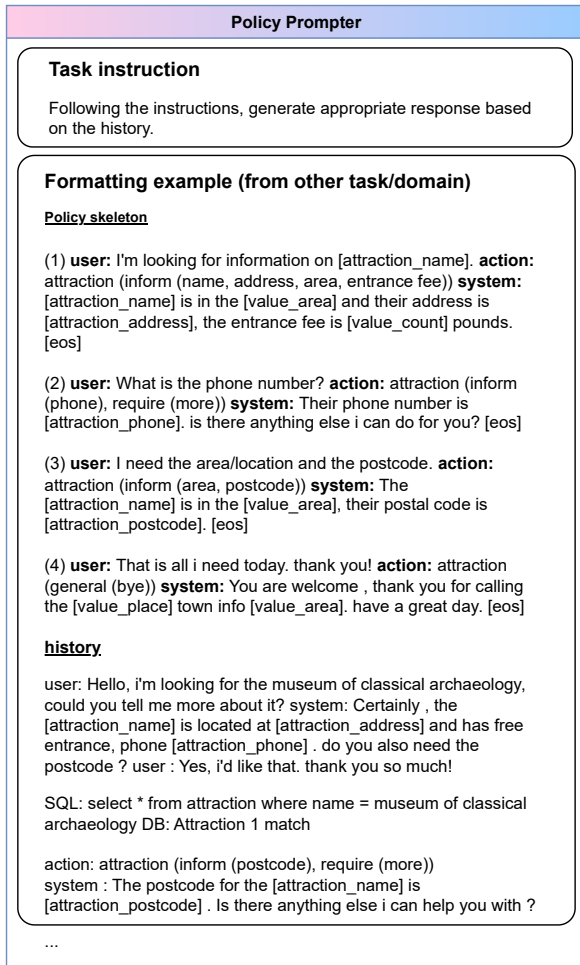 Policy Prompter
Task instruction
Following the instructions, generate appropriate response based
on the history.
Formatting example (from other task/domain)
Policy skeleton
(1) user: I'm looking for information on [attraction_name]. action:
attraction (inform (name, address, area, entrance fee)) system:
[attraction_name] is in the [value_area] and their address is
[attraction_address], the entrance fee is [value_count] pounds.
[eos]
(2) user: What is the phone number? action: attraction (inform
(phone), require (more)) system: Their phone number is
[attraction_phone]. is there anything else i can do for you? [eos]
(3) user: I need the area/location and the postcode. action:
attraction (inform (area, postcode)) system: The
[attraction_name] is in the [value_area], their postal code is
[attraction_postcode]. [eos]
(4) user: That is all i need today. thank you! action: attraction
(general (bye)) system: You are welcome , thank you for calling
the [value_place] town info [value_area]. have a great day. [eos]
history
user: Hello, i'm looking for the museum of classical archaeology,
could you tell me more about it? system: Certainly , the
[attraction_name] is located at [attraction_address] and has free
entrance, phone [attraction_phone] . do you also need the
postcode ? user : Yes, i'd like that. thank you so much!
SQL: select * from attraction where name = museum of classical
archaeology DB: Attraction 1 match
action: attraction (inform (postcode), require (more))
system : The postcode for the [attraction_name] is
[attraction_postcode] . Is there anything else i can help you with ?
...